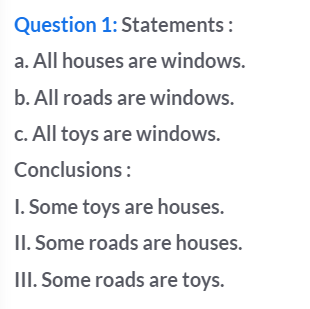 Question 1: Statements :
a. All houses are windows.
b. All roads are windows.
c. All toys are windows.
Conclusions :
I. Some toys are houses.
II. Some roads are houses.
III. Some roads are toys.